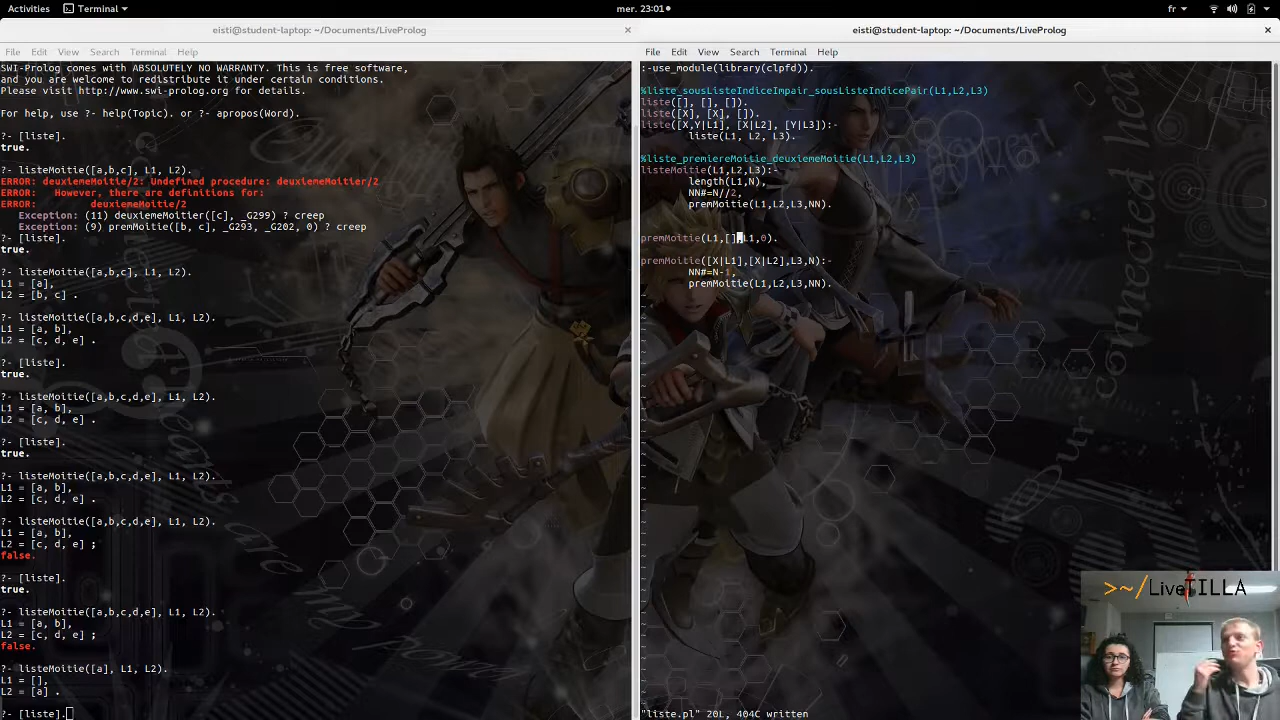 Activities
Terminal
mer. 23:01
fr
eisti@student-laptop: ~/Documents/LiveProlog
File Edit View Search Terminal Help
SWI-Prolog comes with ABSOLUTELY NO WARRANTY. This is free software,
and you are welcome to redistribute it under certain conditions.
Please visit http://www.swi-prolog.org for details.
For help, use ?- help(Topic). or ?- apropos(Word).
?- [liste].
true.
?- listeMoitie([a,b,c], L1, L2).
ERROR: deuxiemeMoitie/2: Undefined procedure: deuxiemeMoitier/2
ERROR:   However, there are definitions for:
ERROR:         deuxiemeMoitie/2
   Exception: (11) deuxiemeMoitier([c], _G299) ? creep
   Exception: (9) premMoitie([b, c], _G293, _G202, 0) ? creep
?- [liste].
true.
?- listeMoitie([a,b,c], L1, L2).
L1 = [a],
L2 = [b, c] .
?- listeMoitie([a,b,c,d,e], L1, L2).
L1 = [a, b],
L2 = [c, d, e] .
?- [liste].
true.
?- listeMoitie([a,b,c,d,e], L1, L2).
L1 = [a, b],
L2 = [c, d, e] .
?- [liste].
true.
?- listeMoitie([a,b,c,d,e], L1, L2).
L1 = [a, b],
L2 = [c, d, e] .
?- listeMoitie([a,b,c,d,e], L1, L2).
L1 = [a, b],
L2 = [c, d, e] ;
false.
?- [liste].
true.
?- listeMoitie([a,b,c,d,e], L1, L2).
L1 = [a, b],
L2 = [c, d, e] ;
false.
?- listeMoitie([a], L1, L2).
L1 = [],
L2 = [a] .
?- [liste].
eisti@student-laptop: ~/Documents/LiveProlog
File Edit View Search Terminal Help
:-use_module(library(clpfd)).
%liste_sousListeIndiceImpair_sousListeIndicePair(L1,L2,L3)
liste([], [], []).
liste([X], [X], []).
liste([X,Y|L1], [X|L2], [Y|L3]):-
        liste(L1, L2, L3).
%liste_premiereMoitie_deuxiemeMoitie(L1,L2,L3)
listeMoitie(L1,L2,L3):-
        length(L1,N),
        NN#=N//2,
        premMoitie(L1,L2,L3,NN).
premMoitie(L1,[],L1,0).
premMoitie([X|L1],[X|L2],L3,N):-
        NN#=N-1,
        premMoitie(L1,L2,L3,NN).
"liste.pl" 20L, 404C written
>~/LiveTILLA